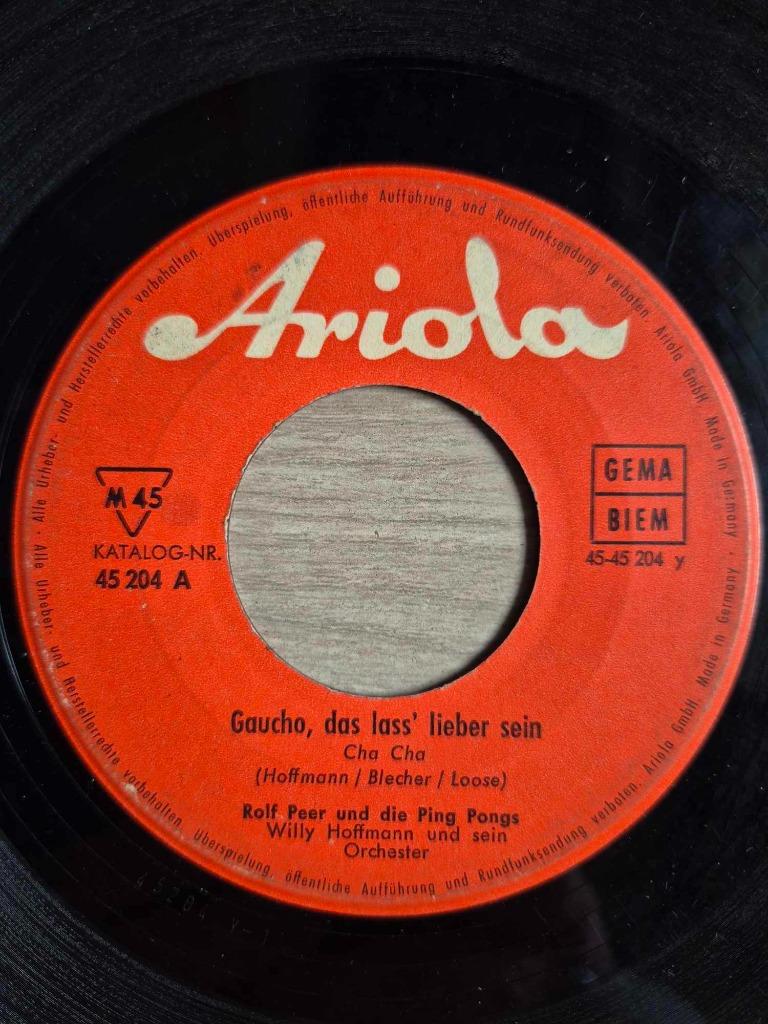 Alle Urheber- und Herstellerrechte vorbehalten. Überspielung, öffentliche Aufführung und Rundfunksendung verboten. Ariola GmbH. Made in Germany
Ariola
M 45
KATALOG-NR.
45 204 A
GEMA
BIEM
45-45 204 y
Gaucho, das lass' lieber sein
Cha Cha
(Hoffmann / Blecher / Loose)
Rolf Peer und die Ping Pongs
Willy Hoffmann und sein
Orchester
Alle Urheber- und Herstellerrechte vorbehalten. Überspielung, öffentliche Aufführung und Rundfunksendung verboten. Ariola GmbH. Made in Germany